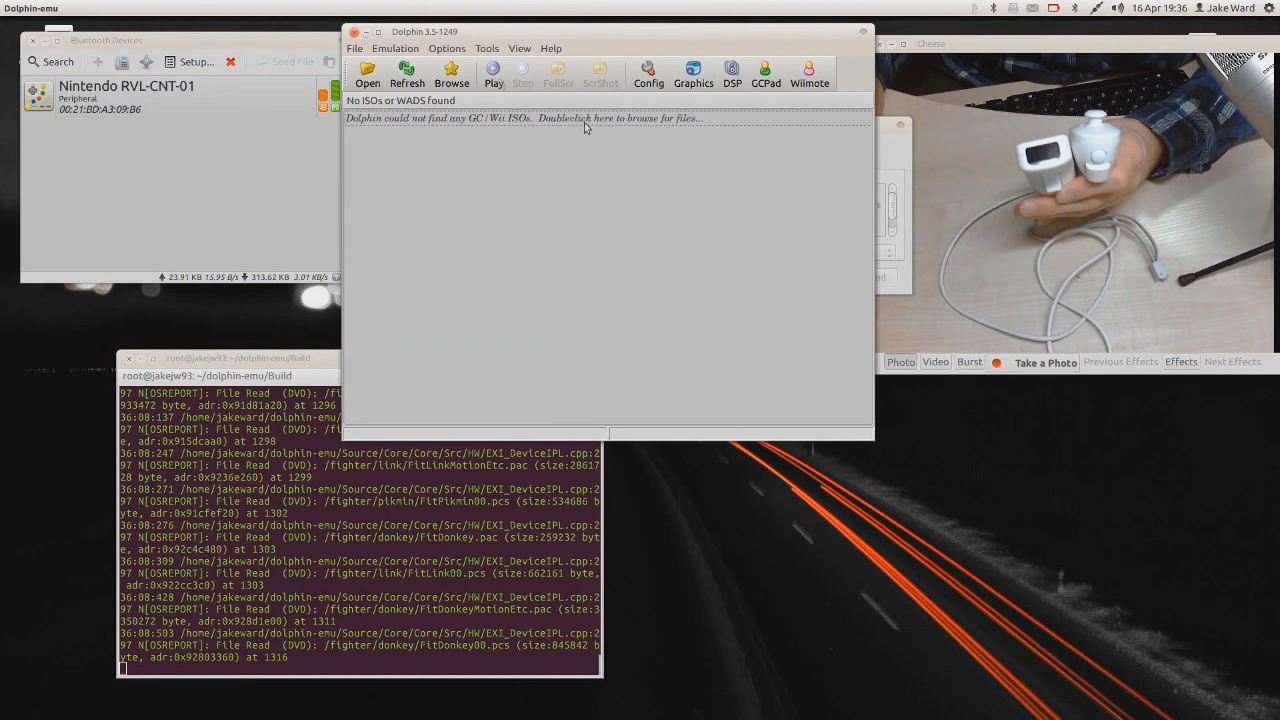 Dolphin-emu
16 Apr 19:36
Jake Ward
Bluetooth Devices
Search
Setup...
Send File
Nintendo RVL-CNT-01
Peripheral
00:21:BD:A3:09:B6
23.91 KB 15.95 B/s 313.62 KB 3.01 KB/s
Dolphin 3.5-1249
File Emulation Options Tools View Help
Open Refresh Browse Play Stop FullScr ScrShot Config Graphics DSP GCPad Wiimote
No ISOs or WADS found
Dolphin could not find any GC/Wii ISOs. Doubleclick here to browse for files...
Cheese
Photo Video Burst Take a Photo Previous Effects Effects Next Effects
root@jakejw93: ~/dolphin-emu/Build
root@jakejw93: ~/dolphin-emu/Build
97 N[OSREPORT]: File Read (DVD): /fi
933472 byte, adr:0x91d81a20) at 1296
36:08:137 /home/jakeward/dolphin-emu/
97 N[OSREPORT]: File Read (DVD): /fi
e, adr:0x915dcaa0) at 1298
36:08:247 /home/jakeward/dolphin-emu/Source/Core/Core/Src/HW/EXI_DeviceIPL.cpp:2
97 N[OSREPORT]: File Read (DVD): /fighter/link/FitLinkMotionEtc.pac (size:28617
28 byte, adr:0x9236e260) at 1299
36:08:271 /home/jakeward/dolphin-emu/Source/Core/Core/Src/HW/EXI_DeviceIPL.cpp:2
97 N[OSREPORT]: File Read (DVD): /fighter/pikmin/FitPikmin00.pcs (size:534686 b
yte, adr:0x91cfef20) at 1302
36:08:276 /home/jakeward/dolphin-emu/Source/Core/Core/Src/HW/EXI_DeviceIPL.cpp:2
97 N[OSREPORT]: File Read (DVD): /fighter/donkey/FitDonkey.pac (size:259232 byt
e, adr:0x92c4c480) at 1303
36:08:309 /home/jakeward/dolphin-emu/Source/Core/Core/Src/HW/EXI_DeviceIPL.cpp:2
97 N[OSREPORT]: File Read (DVD): /fighter/link/FitLink00.pcs (size:662161 byte,
adr:0x922cc3c0) at 1303
36:08:428 /home/jakeward/dolphin-emu/Source/Core/Core/Src/HW/EXI_DeviceIPL.cpp:2
97 N[OSREPORT]: File Read (DVD): /fighter/donkey/FitDonkeyMotionEtc.pac (size:3
350272 byte, adr:0x928d1e00) at 1311
36:08:503 /home/jakeward/dolphin-emu/Source/Core/Core/Src/HW/EXI_DeviceIPL.cpp:2
97 N[OSREPORT]: File Read (DVD): /fighter/donkey/FitDonkey00.pcs (size:845842 b
yte, adr:0x92803360) at 1316